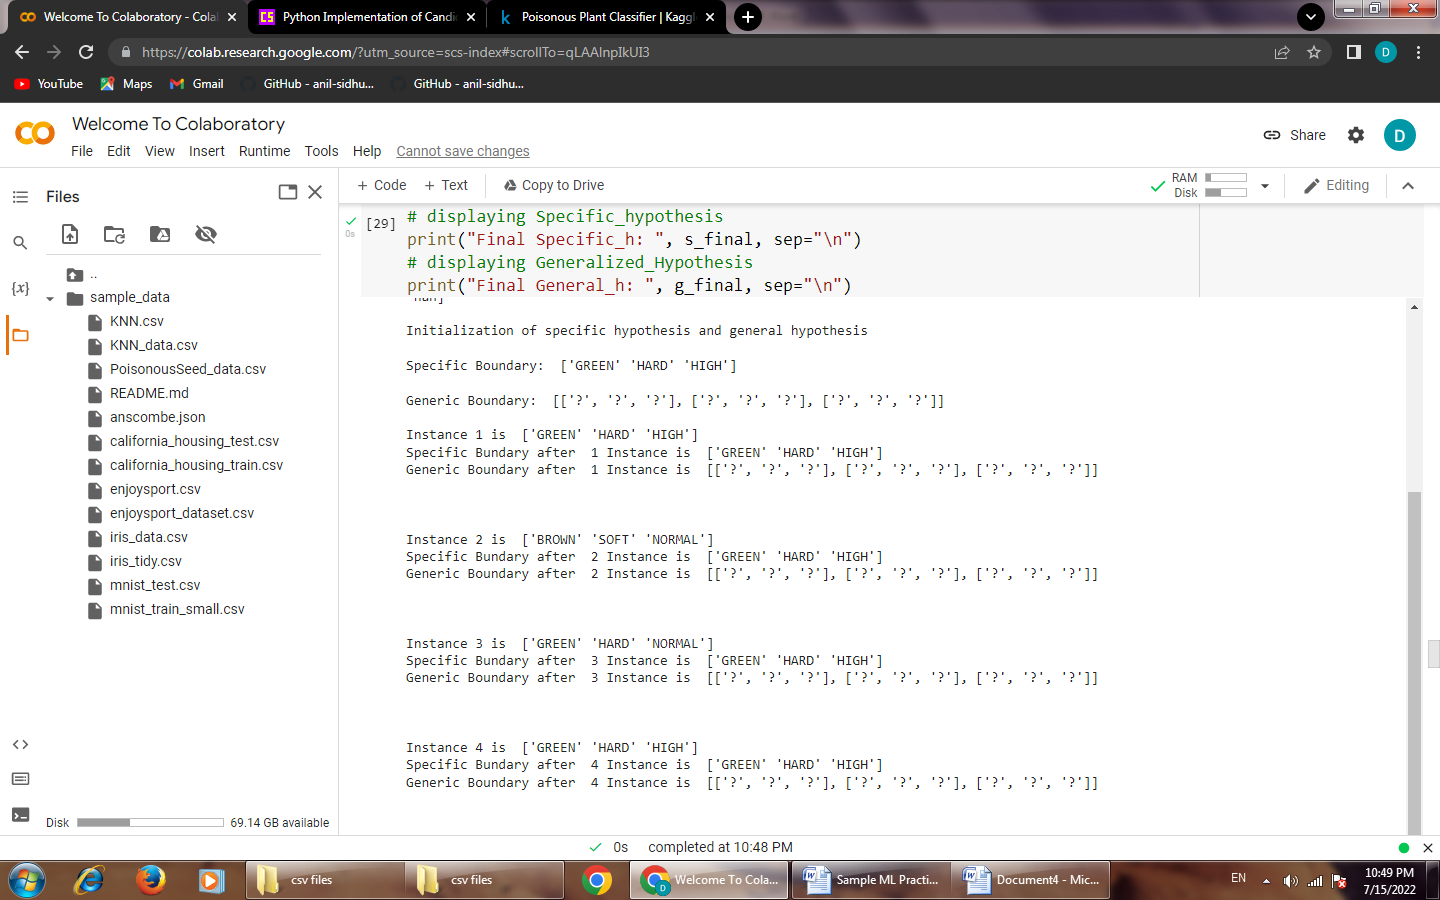 Welcome To Colaboratory - Cola
Python Implementation of Candi
Poisonous Plant Classifier | Kaggl
https://colab.research.google.com/?utm_source=scs-index#scrollTo=qLAAlnpIkUI3
D
YouTube
Maps
Gmail
GitHub - anil-sidhu...
GitHub - anil-sidhu...
Welcome To Colaboratory
Share
D
File Edit View Insert Runtime Tools Help Cannot save changes
Files
+ Code + Text Copy to Drive
RAM
Disk
Editing
..
sample_data
KNN.csv
KNN_data.csv
PoisonousSeed_data.csv
README.md
anscombe.json
california_housing_test.csv
california_housing_train.csv
enjoysport.csv
enjoysport_dataset.csv
iris_data.csv
iris_tidy.csv
mnist_test.csv
mnist_train_small.csv
{x}
Disk 69.14 GB available
[29]
0s
# displaying Specific_hypothesis
print("Final Specific_h: ", s_final, sep="\n")
# displaying Generalized_Hypothesis
print("Final General_h: ", g_final, sep="\n")
nan]
Initialization of specific hypothesis and general hypothesis
Specific Boundary:  ['GREEN' 'HARD' 'HIGH']
Generic Boundary:  [['?', '?', '?'], ['?', '?', '?'], ['?', '?', '?']]
Instance 1 is  ['GREEN' 'HARD' 'HIGH']
Specific Bundary after  1 Instance is  ['GREEN' 'HARD' 'HIGH']
Generic Boundary after  1 Instance is  [['?', '?', '?'], ['?', '?', '?'], ['?', '?', '?']]
Instance 2 is  ['BROWN' 'SOFT' 'NORMAL']
Specific Bundary after  2 Instance is  ['GREEN' 'HARD' 'HIGH']
Generic Boundary after  2 Instance is  [['?', '?', '?'], ['?', '?', '?'], ['?', '?', '?']]
Instance 3 is  ['GREEN' 'HARD' 'NORMAL']
Specific Bundary after  3 Instance is  ['GREEN' 'HARD' 'HIGH']
Generic Boundary after  3 Instance is  [['?', '?', '?'], ['?', '?', '?'], ['?', '?', '?']]
Instance 4 is  ['GREEN' 'HARD' 'HIGH']
Specific Bundary after  4 Instance is  ['GREEN' 'HARD' 'HIGH']
Generic Boundary after  4 Instance is  [['?', '?', '?'], ['?', '?', '?'], ['?', '?', '?']]
0s completed at 10:48 PM
csv files
csv files
Welcome To Cola...
Sample ML Practi...
Document4 - Mic...
EN
10:49 PM
7/15/2022